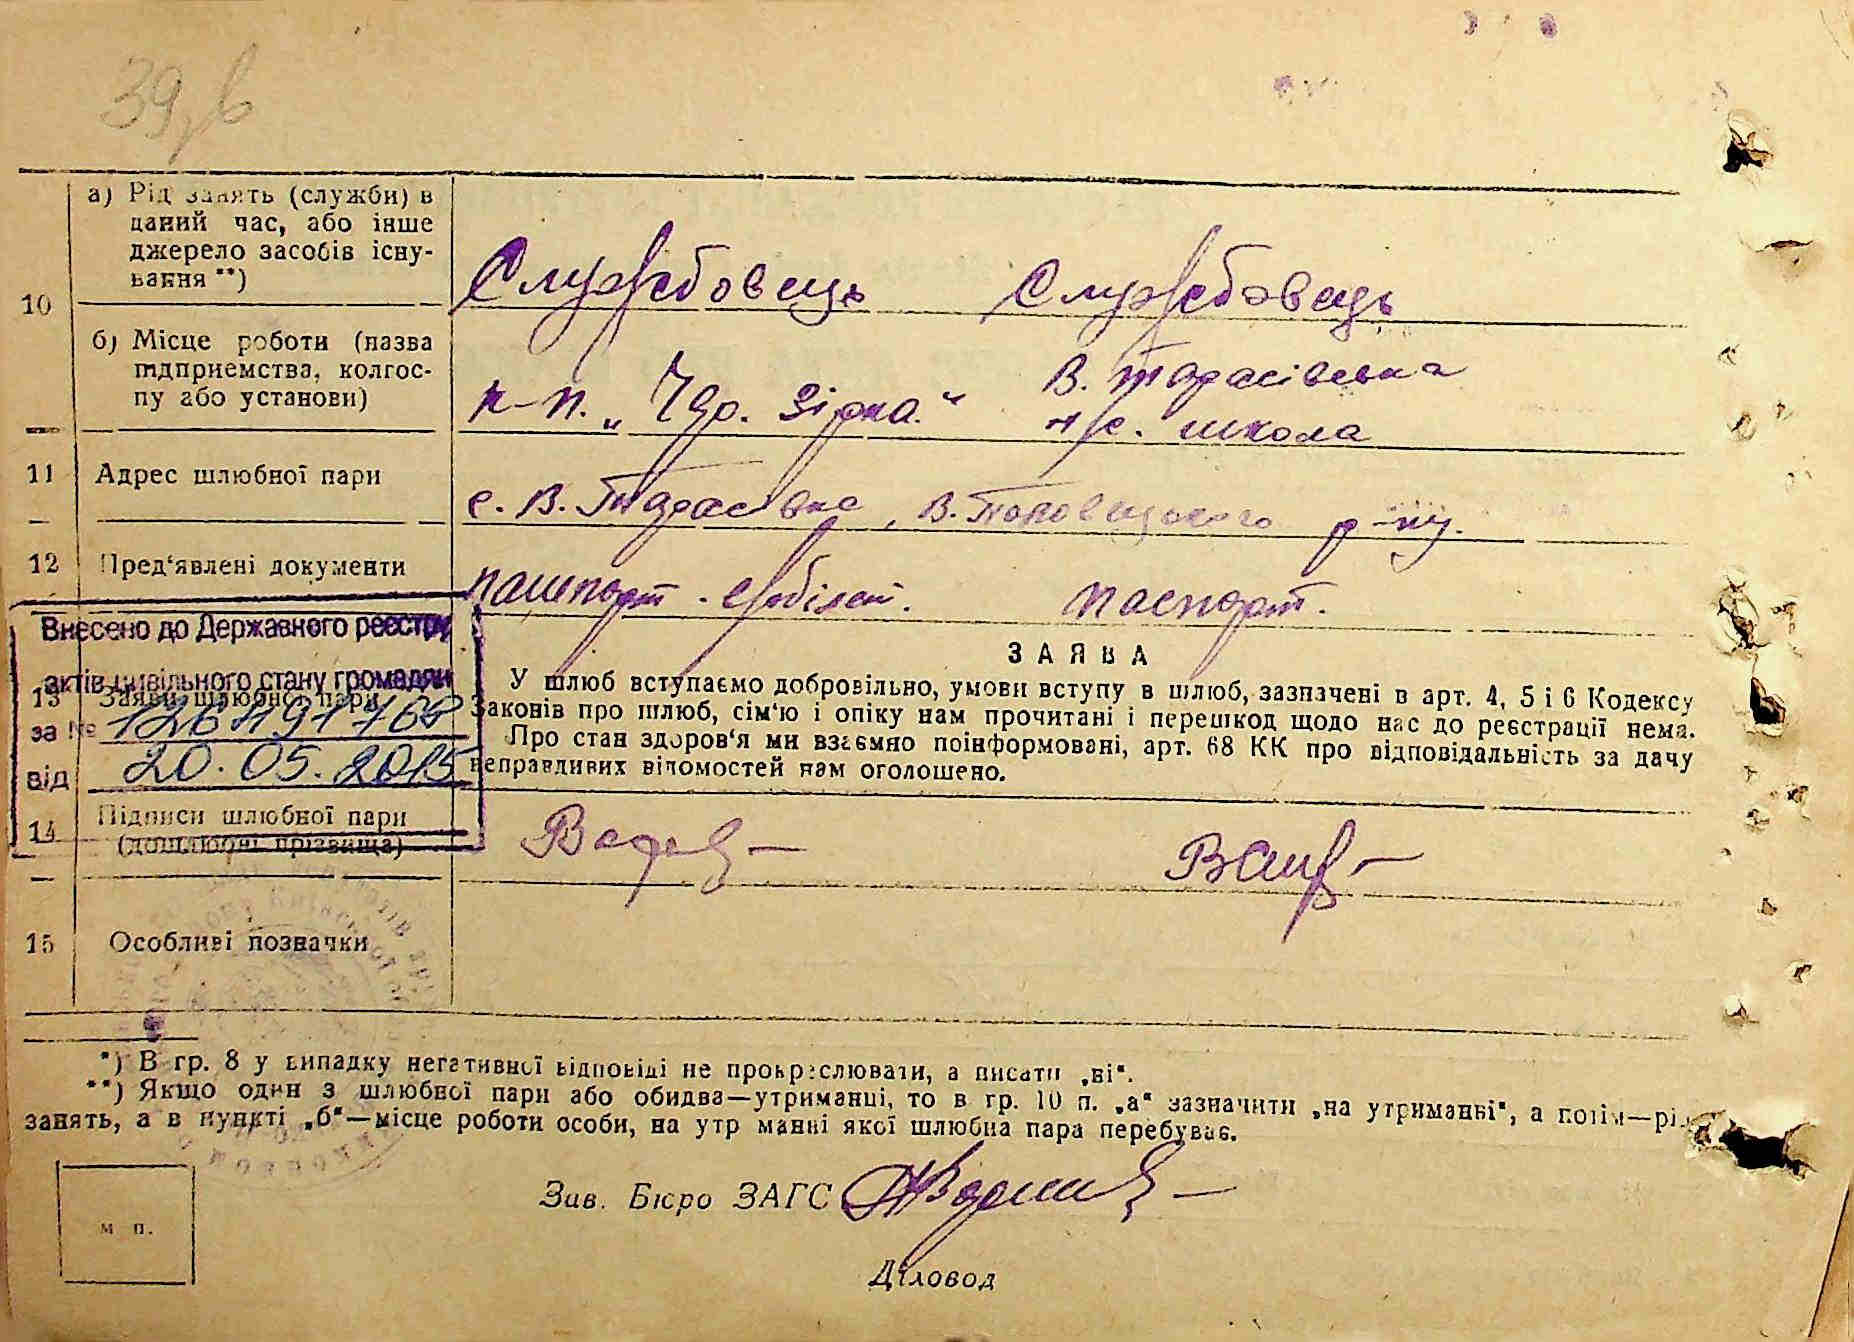 39,в
а) Рід занять (служби) в
даний час, або інше
джерело засобів існу-
вання **)
10
Службовець Службовець
б) Місце роботи (назва
підприємства, колгос-
пу або установи)
к-п. „Чер. Зірка." В. Тарасівська
н/с. школа
11 Адрес шлюбної пари
с. В. Тарасівка, В. Половецького р-ну.
12 Пред'явлені документи
пашпорт паспорт.
Внесено до Державного реєстру
актів цивільного стану громадян
за №
від 20.05.2015
13 Заяви шлюбної пари
ЗАЯВА
У шлюб вступаємо добровільно, умови вступу в шлюб, зазначені в арт. 4, 5 і 6 Кодексу
Законів про шлюб, сім'ю і опіку нам прочитані і перешкод щодо нас до реєстрації нема.
Про стан здоров'я ми взаємно поінформовані, арт. 68 КК про відповідальність за дачу
неправдивих відомостей нам оголошено.
14 Підписи шлюбної пари
(дошлюбні прізвища)
15 Особливі позначки
*) В гр. 8 у випадку негативної відповіді не прокреслювати, а писати „ні".
**) Якщо один з шлюбної пари або обидва—утриманці, то в гр. 10 п. „а" зазначити „на утриманні", а потім—рід
занять, а в пункті „б"—місце роботи особи, на утриманні якої шлюбна пара перебуває.
Зав. Бюро ЗАГС
м п.
Діловод